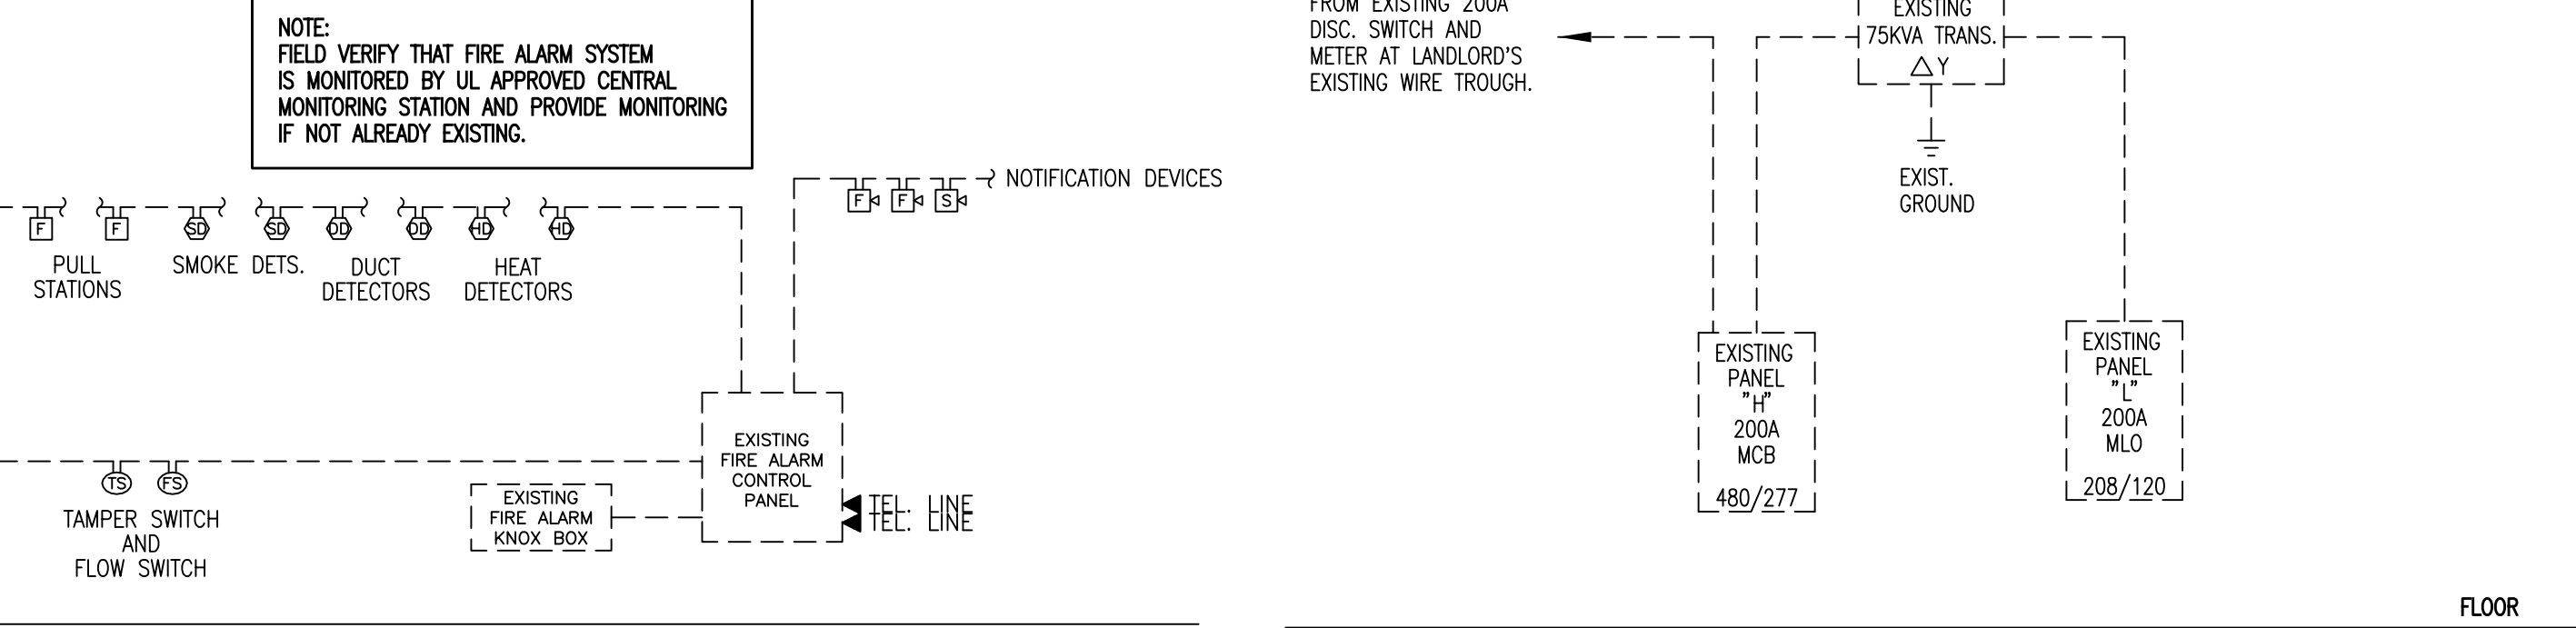 NOTE:
FIELD VERIFY THAT FIRE ALARM SYSTEM
IS MONITORED BY UL APPROVED CENTRAL
MONITORING STATION AND PROVIDE MONITORING
IF NOT ALREADY EXISTING.
F F S NOTIFICATION DEVICES
F F SD SD DD DD HD HD
PULL
STATIONS
SMOKE DETS.
DUCT
DETECTORS
HEAT
DETECTORS
EXISTING
FIRE ALARM
CONTROL
PANEL
TEL. LINE
TEL. LINE
TS FS
TAMPER SWITCH
AND
FLOW SWITCH
EXISTING
FIRE ALARM
KNOX BOX
FROM EXISTING 200A
DISC. SWITCH AND
METER AT LANDLORD'S
EXISTING WIRE TROUGH.
EXISTING
75KVA TRANS.
Y
EXIST.
GROUND
EXISTING
PANEL
"H"
200A
MCB
480/277
EXISTING
PANEL
"L"
200A
MLO
208/120
FLOOR